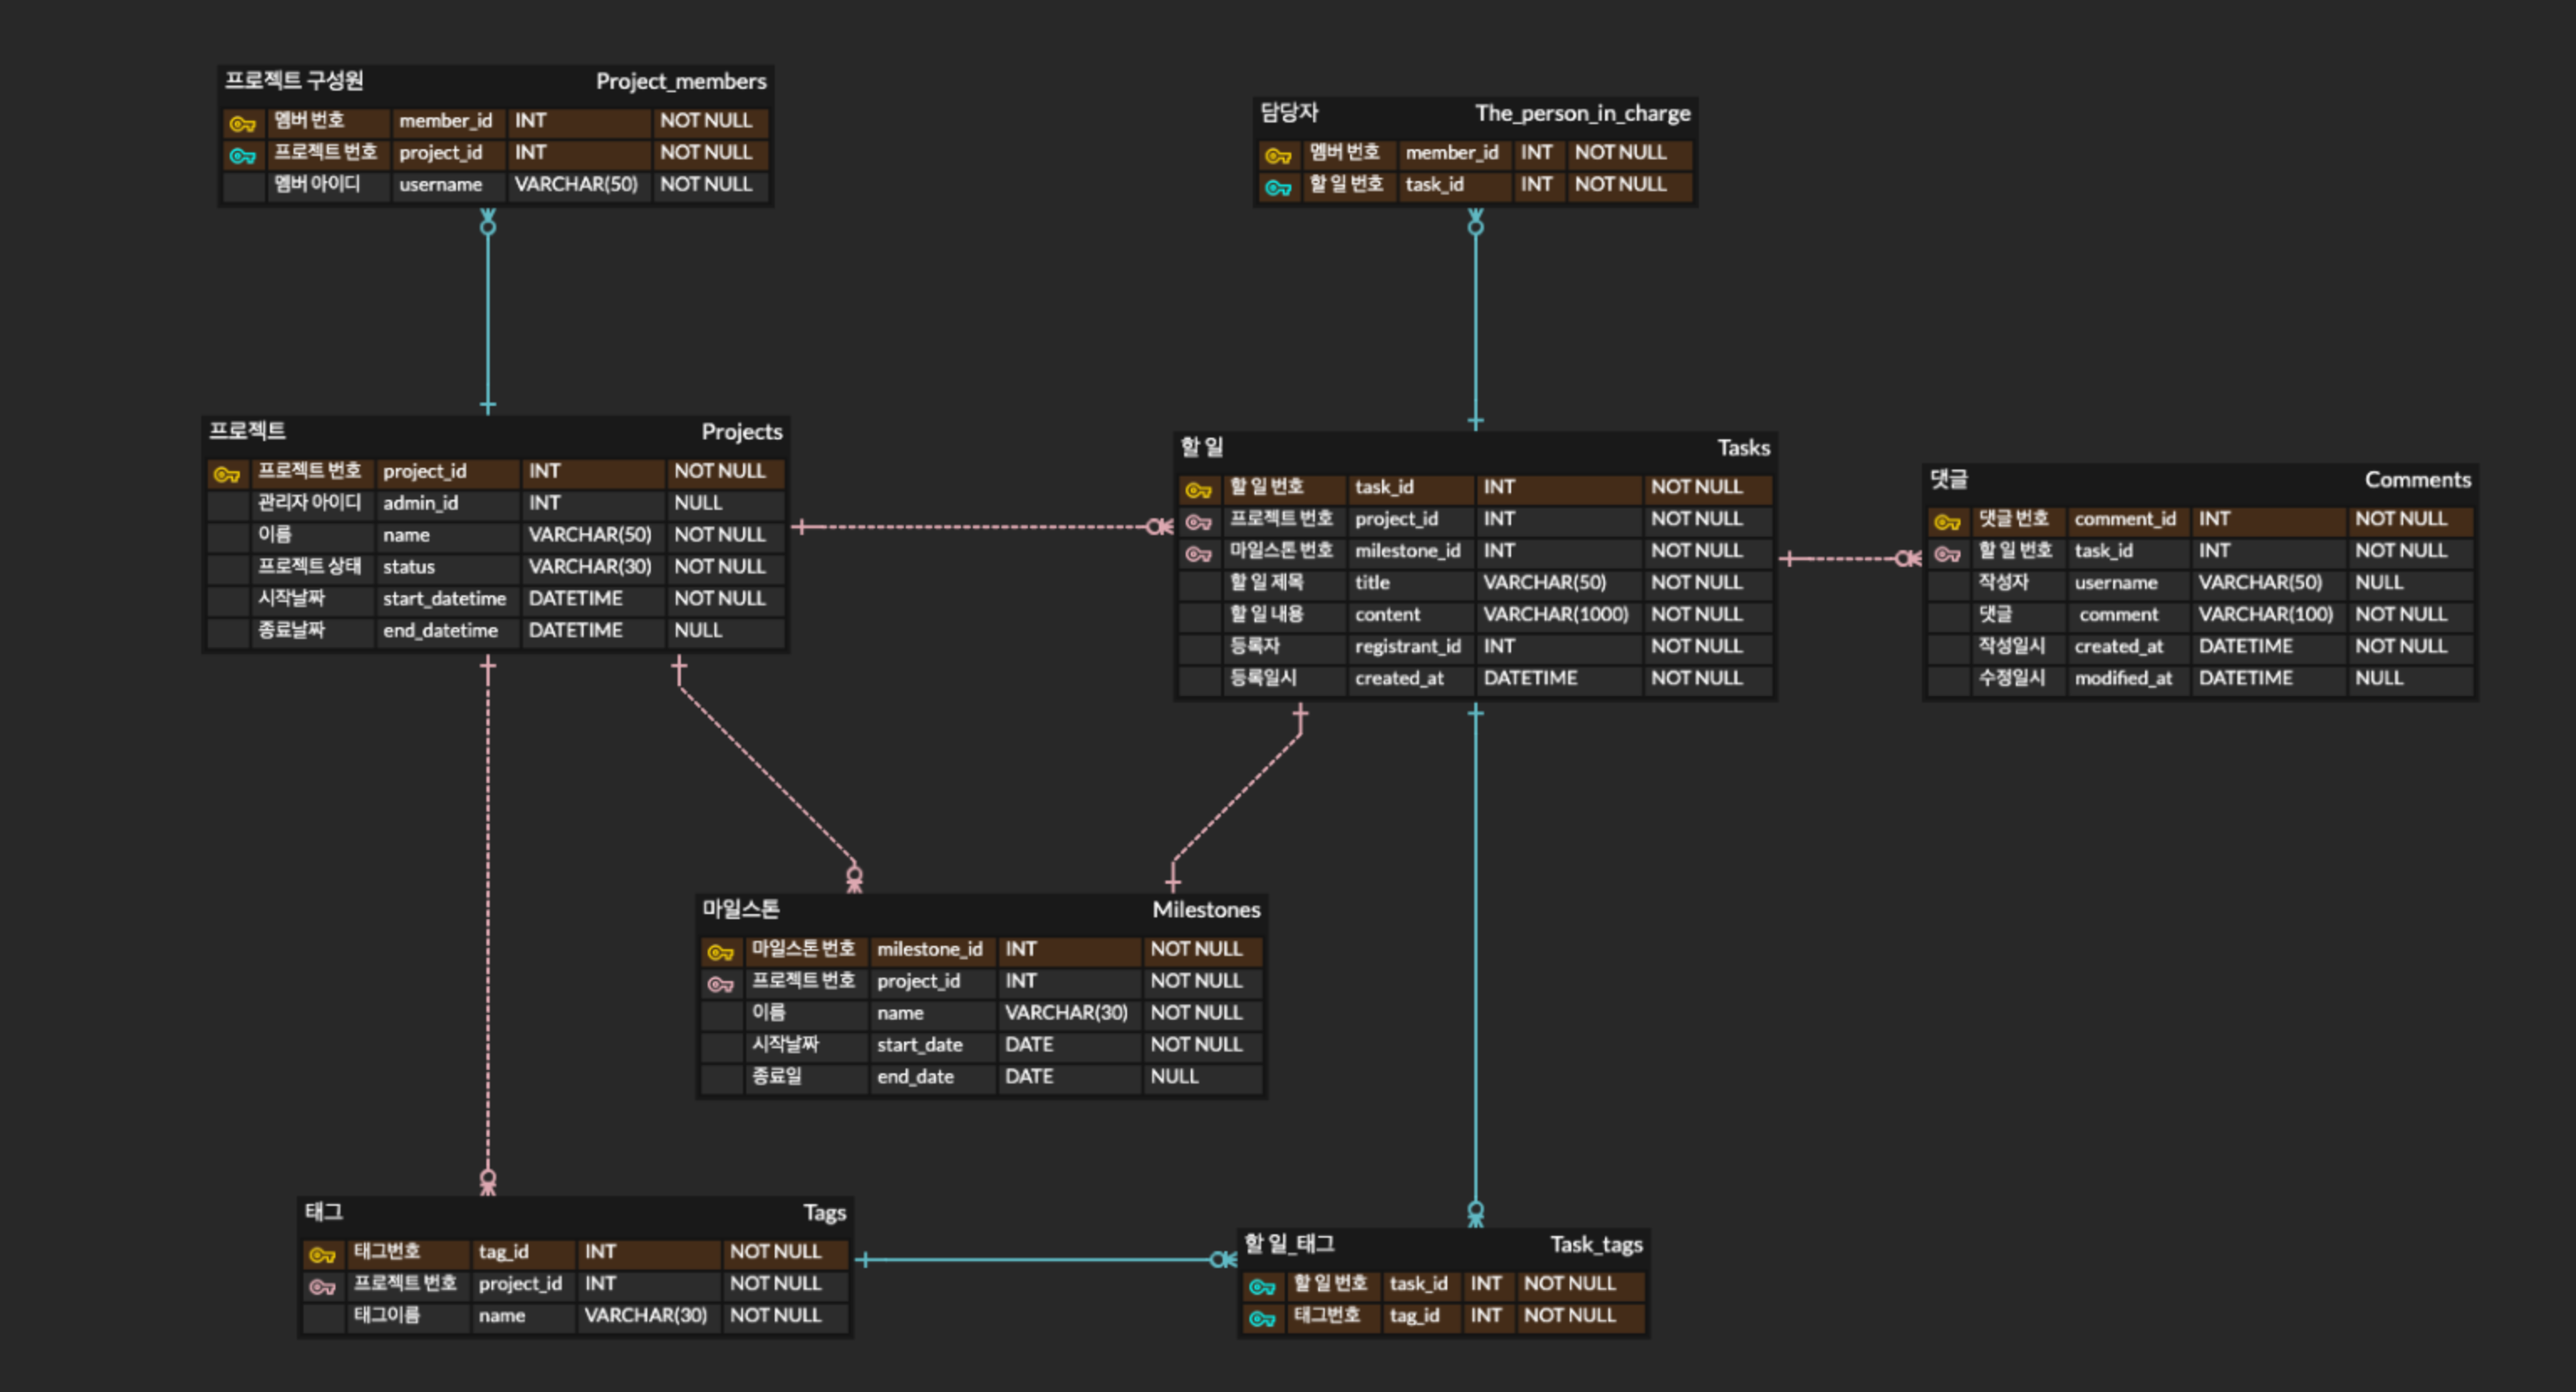 프로젝트 구성원 Project_members
멤버 번호 member_id INT NOT NULL
프로젝트 번호 project_id INT NOT NULL
멤버 아이디 username VARCHAR(50) NOT NULL
담당자 The_person_in_charge
멤버 번호 member_id INT NOT NULL
할 일 번호 task_id INT NOT NULL
프로젝트 Projects
프로젝트 번호 project_id INT NOT NULL
관리자 아이디 admin_id INT NULL
이름 name VARCHAR(50) NOT NULL
프로젝트 상태 status VARCHAR(30) NOT NULL
시작날짜 start_datetime DATETIME NOT NULL
종료날짜 end_datetime DATETIME NULL
할 일 Tasks
할 일 번호 task_id INT NOT NULL
프로젝트 번호 project_id INT NOT NULL
마일스톤 번호 milestone_id INT NOT NULL
할 일 제목 title VARCHAR(50) NOT NULL
할 일 내용 content VARCHAR(1000) NOT NULL
등록자 registrant_id INT NOT NULL
등록일시 created_at DATETIME NOT NULL
댓글 Comments
댓글 번호 comment_id INT NOT NULL
할 일 번호 task_id INT NOT NULL
작성자 username VARCHAR(50) NULL
댓글 comment VARCHAR(100) NOT NULL
작성일시 created_at DATETIME NOT NULL
수정일시 modified_at DATETIME NULL
마일스톤 Milestones
마일스톤 번호 milestone_id INT NOT NULL
프로젝트 번호 project_id INT NOT NULL
이름 name VARCHAR(30) NOT NULL
시작날짜 start_date DATE NOT NULL
종료일 end_date DATE NULL
태그 Tags
태그번호 tag_id INT NOT NULL
프로젝트 번호 project_id INT NOT NULL
태그이름 name VARCHAR(30) NOT NULL
할 일_태그 Task_tags
할 일 번호 task_id INT NOT NULL
태그번호 tag_id INT NOT NULL